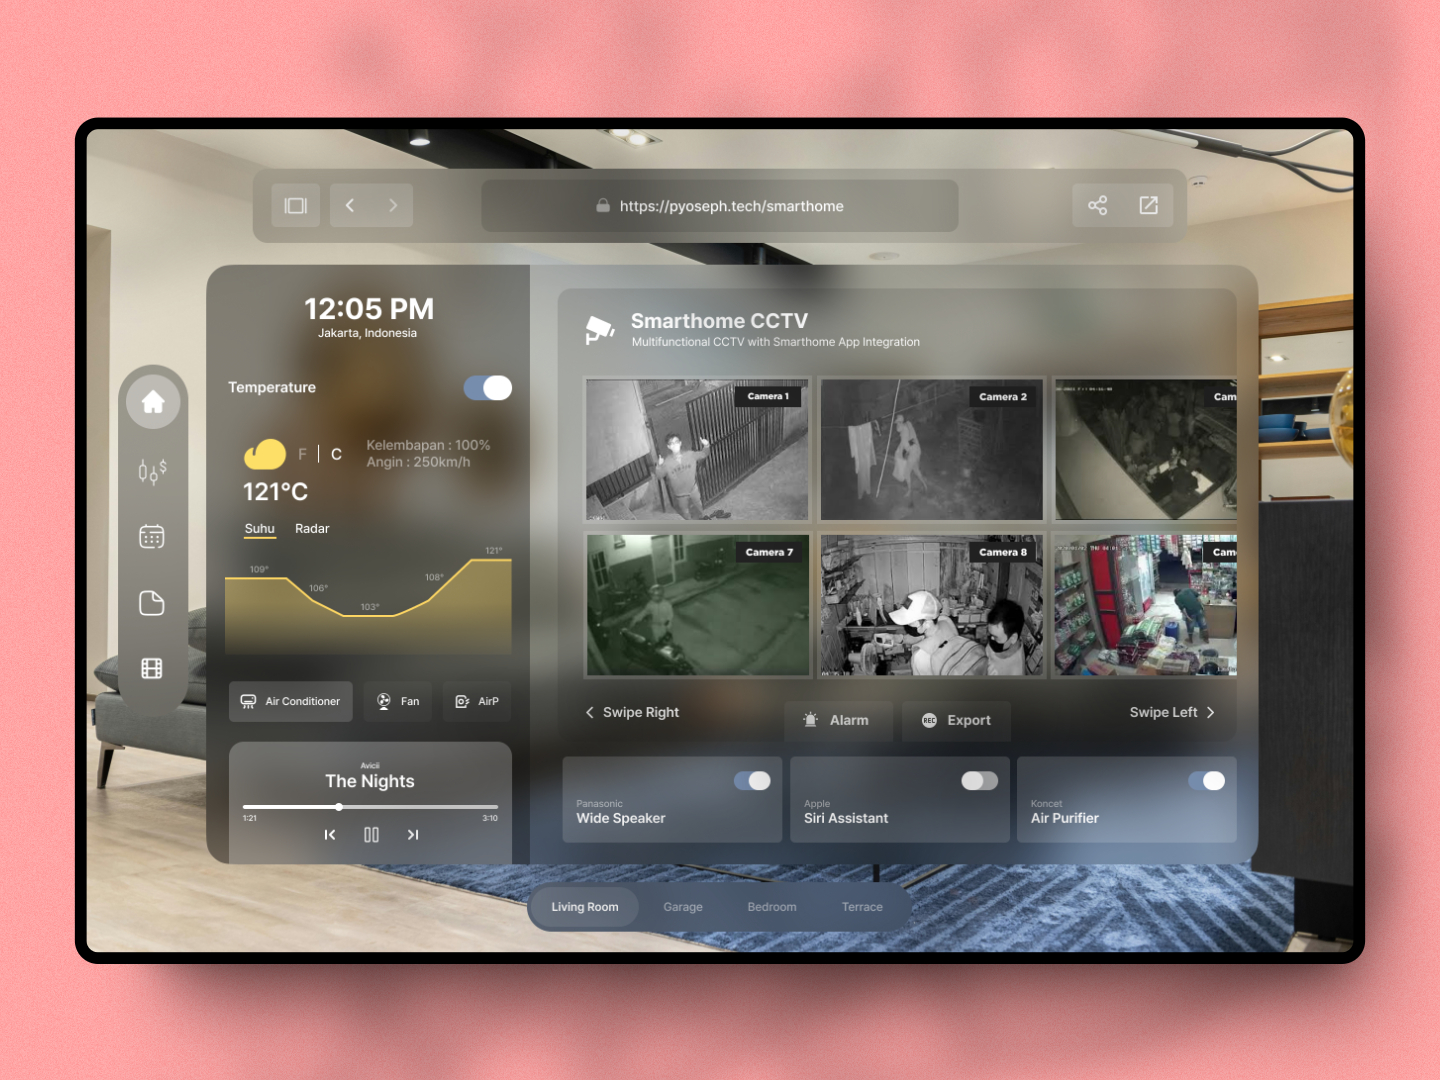 https://pyoseph.tech/smarthome
12:05 PM
Jakarta, Indonesia
Temperature
F | C
Kelembapan : 100%
Angin : 250km/h
121°C
Suhu
Radar
109°
106°
103°
108°
121°
Air Conditioner
Fan
AirP
Avicii
The Nights
1:21
3:10
Smarthome CCTV
Multifunctional CCTV with Smarthome App Integration
Camera 1
Camera 2
Cam
Camera 7
Camera 8
Cam
Swipe Right
Alarm
REC
Export
Swipe Left
Panasonic
Wide Speaker
Apple
Siri Assistant
Koncet
Air Purifier
Living Room
Garage
Bedroom
Terrace